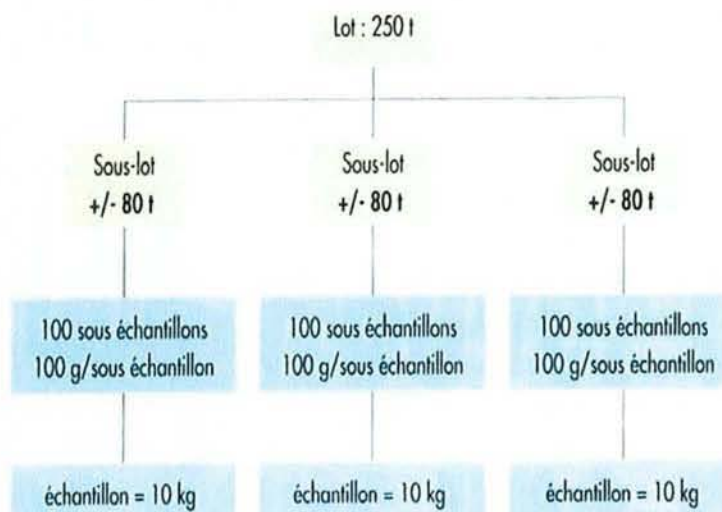 Lot : 250 t
Sous-lot
+/- 80 t
Sous-lot
+/- 80 t
Sous-lot
+/- 80 t
100 sous échantillons
100 g/sous échantillon
100 sous échantillons
100 g/sous échantillon
100 sous échantillons
100 g/sous échantillon
échantillon = 10 kg
échantillon = 10 kg
échantillon = 10 kg